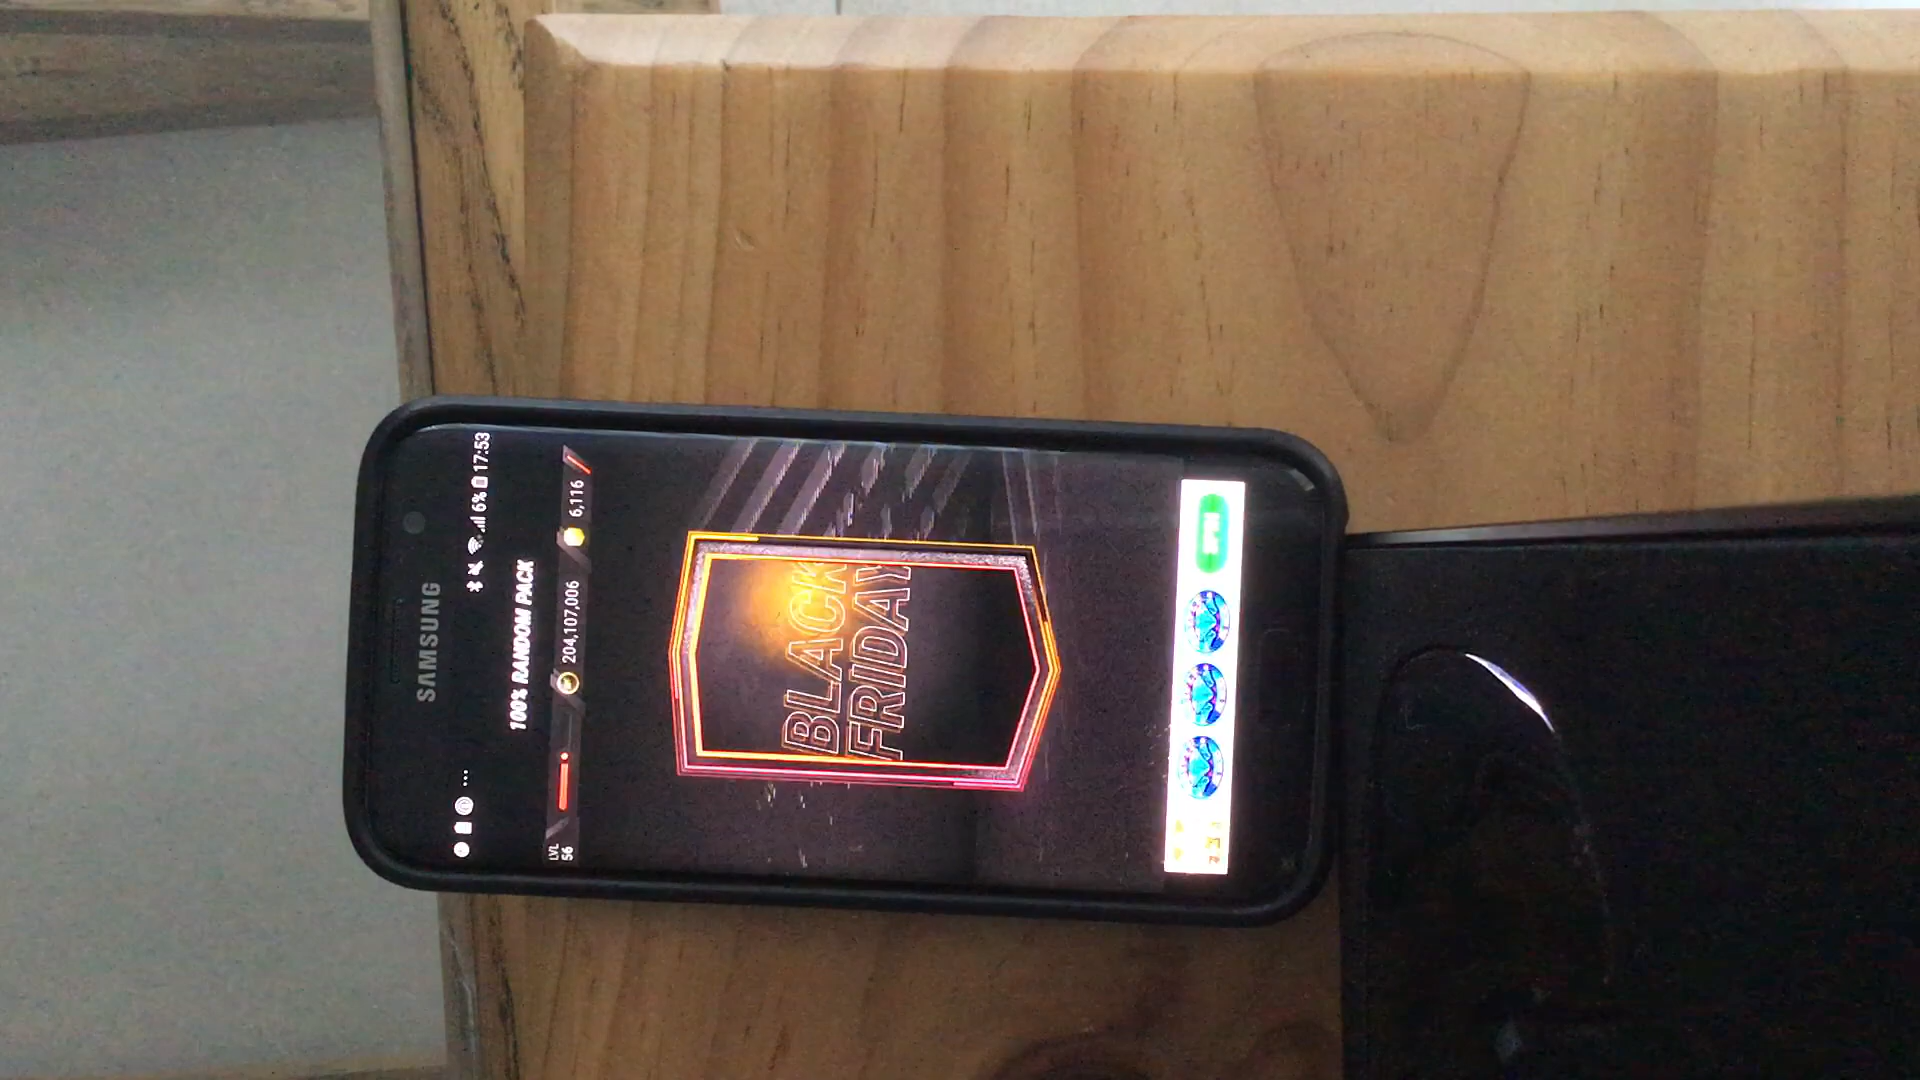 SAMSUNG
6% 17:53
100% RANDOM PACK
LVL
56
204,107,006
6,116
BLACK
FRIDAY